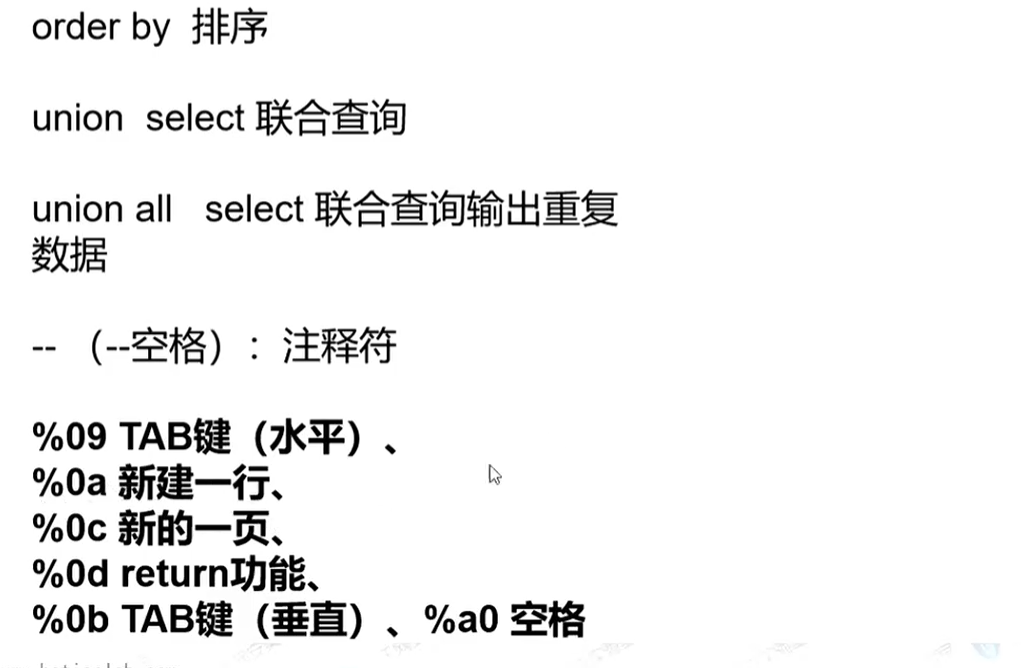 order by 排序
union select 联合查询
union all select 联合查询输出重复
数据
-- （--空格）：注释符
%09 TAB键（水平）、
%0a 新建一行、
%0c 新的一页、
%0d return功能、
%0b TAB键（垂直）、%a0 空格